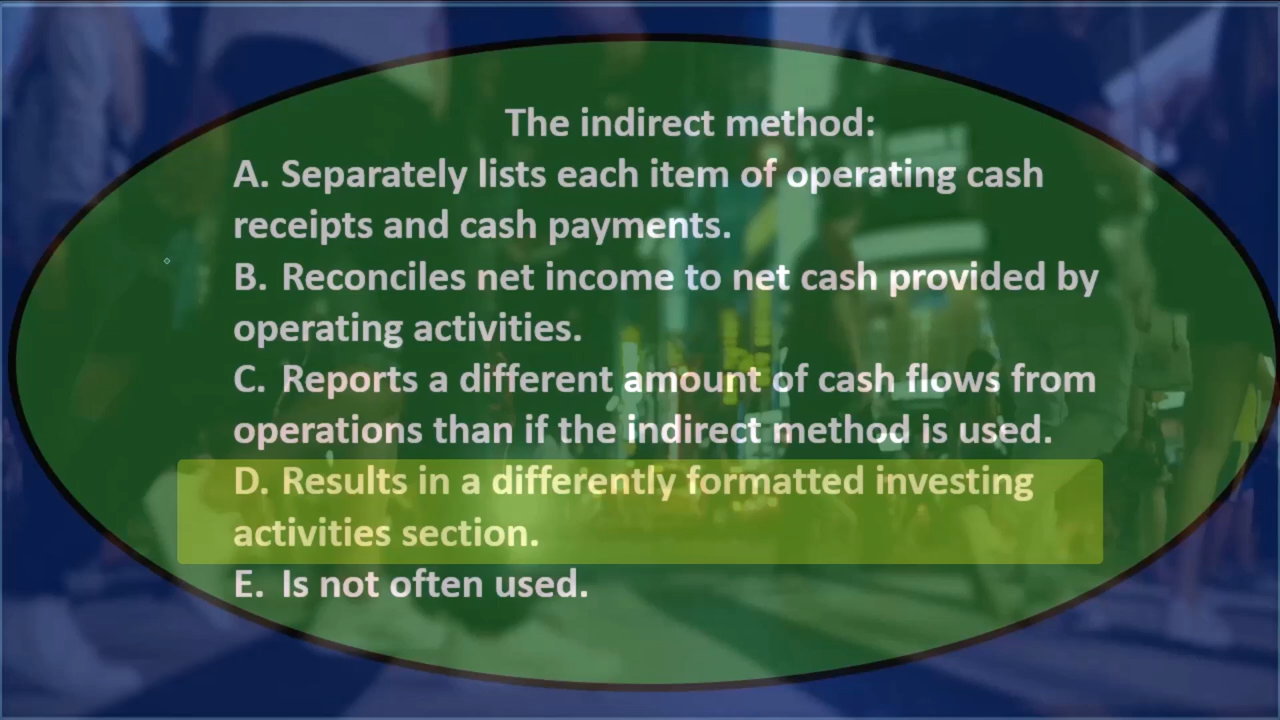 The indirect method:
A. Separately lists each item of operating cash
receipts and cash payments.
B. Reconciles net income to net cash provided by
operating activities.
C. Reports a different amount of cash flows from
operations than if the indirect method is used.
D. Results in a differently formatted investing
activities section.
E. Is not often used.